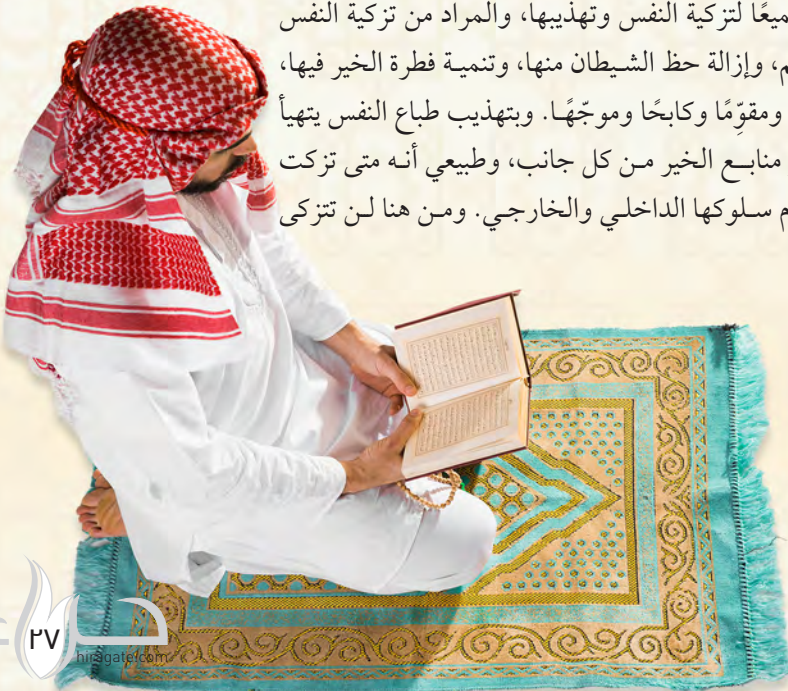 ميعًا لتزكية النفس وتهذيبها، والمراد من تزكية النفس
م، وإزالة حظ الشيطان منها، وتنمية فطرة الخير فيها،
ومقوِّمًا وكابحًا وموجّهًا. وبتهذيب طباع النفس يتهيأ
منابع الخير من كل جانب، وطبيعي أنه متى تزكت
م سلوكها الداخلي والخارجي. ومن هنا لن تتزكى
حراء
٢٧
hiragate.com